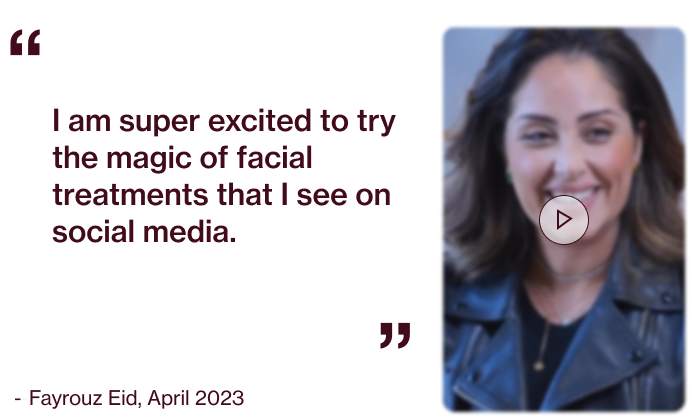 “
I am super excited to try
the magic of facial
treatments that I see on
social media.
”
- Fayrouz Eid, April 2023